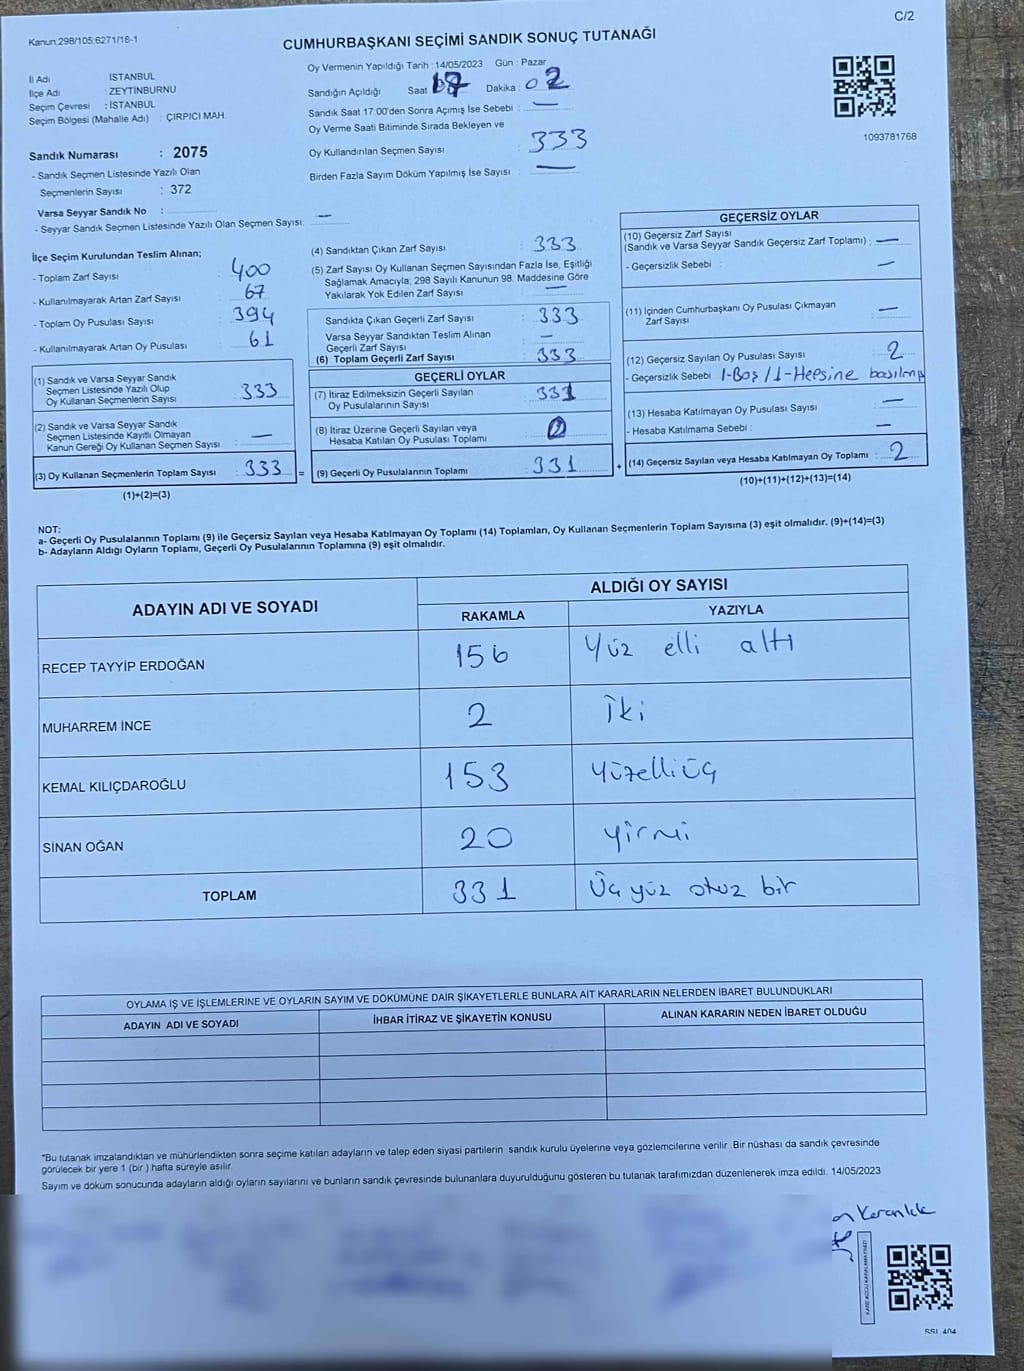 C/2
Kanun:298/105;6271/18-1
CUMHURBAŞKANI SEÇİMİ SANDIK SONUÇ TUTANAĞI
İl Adı İSTANBUL
İlçe Adı : ZEYTİNBURNU
Seçim Çevresi : İSTANBUL
Seçim Bölgesi (Mahalle Adı) : ÇIRPICI MAH.
Sandık Numarası : 2075
- Sandık Seçmen Listesinde Yazılı Olan
Seçmenlerin Sayısı : 372
Varsa Seyyar Sandık No :
- Seyyar Sandık Seçmen Listesinde Yazılı Olan Seçmen Sayısı: —
Oy Vermenin Yapıldığı Tarih : 14/05/2023 Gün : Pazar
Sandığın Açıldığı Saat Dakika : 02
Sandık Saat 17:00'den Sonra Açımış İse Sebebi : —
Oy Verme Saati Bitiminde Sırada Bekleyen ve
Oy Kullandırılan Seçmen Sayısı : 333
Birden Fazla Sayım Döküm Yapılmış İse Sayısı : —
1093781768
İlçe Seçim Kurulundan Teslim Alınan;
- Toplam Zarf Sayısı : 400
- Kullanılmayarak Artan Zarf Sayısı : 67
- Toplam Oy Pusulası Sayısı : 394
- Kullanılmayarak Artan Oy Pusulası : 61
(1) Sandık ve Varsa Seyyar Sandık
Seçmen Listesinde Yazılı Olup
Oy Kullanan Seçmenlerin Sayısı : 333
(2) Sandık ve Varsa Seyyar Sandık
Seçmen Listesinde Kayıtlı Olmayan
Kanun Gereği Oy Kullanan Seçmen Sayısı : —
(3) Oy Kullanan Seçmenlerin Toplam Sayısı : 333
(1)+(2)=(3)
(4) Sandıktan Çıkan Zarf Sayısı : 333
(5) Zarf Sayısı Oy Kullanan Seçmen Sayısından Fazla İse, Eşitliği
Sağlamak Amacıyla; 298 Sayılı Kanunun 98. Maddesine Göre
Yakılarak Yok Edilen Zarf Sayısı : —
Sandıkta Çıkan Geçerli Zarf Sayısı : 333
Varsa Seyyar Sandıktan Teslim Alınan
Geçerli Zarf Sayısı : —
(6) Toplam Geçerli Zarf Sayısı : 333
GEÇERLİ OYLAR
(7) İtiraz Edilmeksizin Geçerli Sayılan
Oy Pusulalarının Sayısı : 331
(8) İtiraz Üzerine Geçerli Sayılan veya
Hesaba Katılan Oy Pusulası Toplamı :
= (9) Geçerli Oy Pusulalarının Toplamı : 331
GEÇERSİZ OYLAR
(10) Geçersiz Zarf Sayısı
(Sandık ve Varsa Seyyar Sandık Geçersiz Zarf Toplamı) : —
- Geçersizlik Sebebi : —
(11) İçinden Cumhurbaşkanı Oy Pusulası Çıkmayan
Zarf Sayısı : —
(12) Geçersiz Sayılan Oy Pusulası Sayısı : 2
- Geçersizlik Sebebi 1-Boş / 1-Hepsine basılmış
(13) Hesaba Katılmayan Oy Pusulası Sayısı : —
- Hesaba Katılmama Sebebi : —
+ (14) Geçersiz Sayılan veya Hesaba Katılmayan Oy Toplamı : 2
(10)+(11)+(12)+(13)=(14)
NOT:
a- Geçerli Oy Pusulalarının Toplamı (9) ile Geçersiz Sayılan veya Hesaba Katılmayan Oy Toplamı (14) Toplamları, Oy Kullanan Seçmenlerin Toplam Sayısına (3) eşit olmalıdır. (9)+(14)=(3)
b- Adayların Aldığı Oyların Toplamı, Geçerli Oy Pusulalarının Toplamına (9) eşit olmalıdır.
ADAYIN ADI VE SOYADI ALDIĞI OY SAYISI
RAKAMLA YAZIYLA
RECEP TAYYİP ERDOĞAN 156 Yüz elli altı
MUHARREM İNCE 2 İki
KEMAL KILIÇDAROĞLU 153 yüzelliüç
SİNAN OĞAN 20 yirmi
TOPLAM 331 Üç yüz otuz bir
OYLAMA İŞ VE İŞLEMLERİNE VE OYLARIN SAYIM VE DÖKÜMÜNE DAİR ŞİKAYETLERLE BUNLARA AİT KARARLARIN NELERDEN İBARET BULUNDUKLARI
ADAYIN ADI VE SOYADI İHBAR İTİRAZ VE ŞİKAYETİN KONUSU ALINAN KARARIN NEDEN İBARET OLDUĞU
*Bu tutanak imzalandıktan ve mühürlendikten sonra seçime katılan adayların ve talep eden siyasi partilerin sandık kurulu üyelerine veya gözlemcilerine verilir. Bir nüshası da sandık çevresinde
görülecek bir yere 1 (bir ) hafta süreyle asılır.
Sayım ve döküm sonucunda adayların aldığı oyların sayılarını ve bunların sandık çevresinde bulunanlara duyurulduğunu gösteren bu tutanak tarafımızdan düzenlenerek imza edildi. 14/05/2023
SSI 404